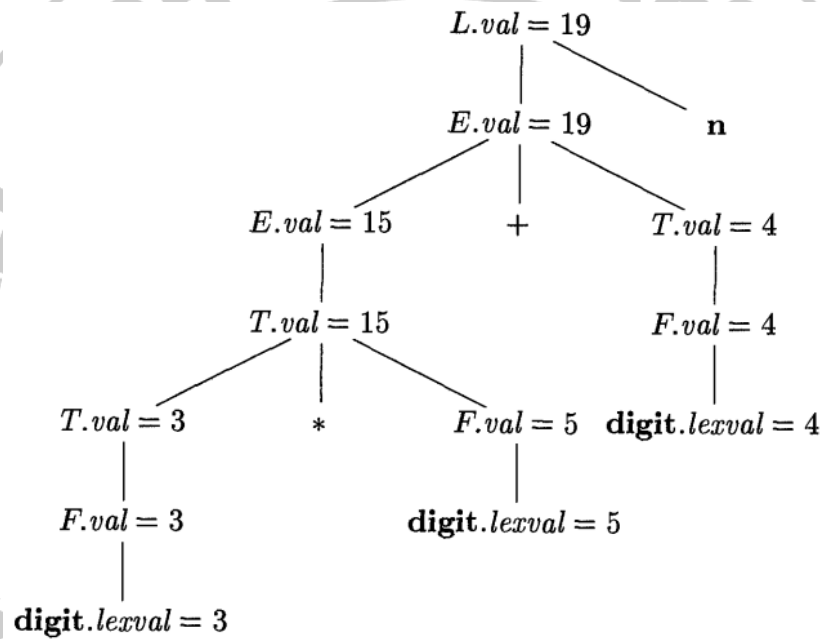 L.val = 19
E.val = 19 n
E.val = 15 + T.val = 4
T.val = 15 F.val = 4
T.val = 3 * F.val = 5 digit.lexval = 4
F.val = 3 digit.lexval = 5
digit.lexval = 3